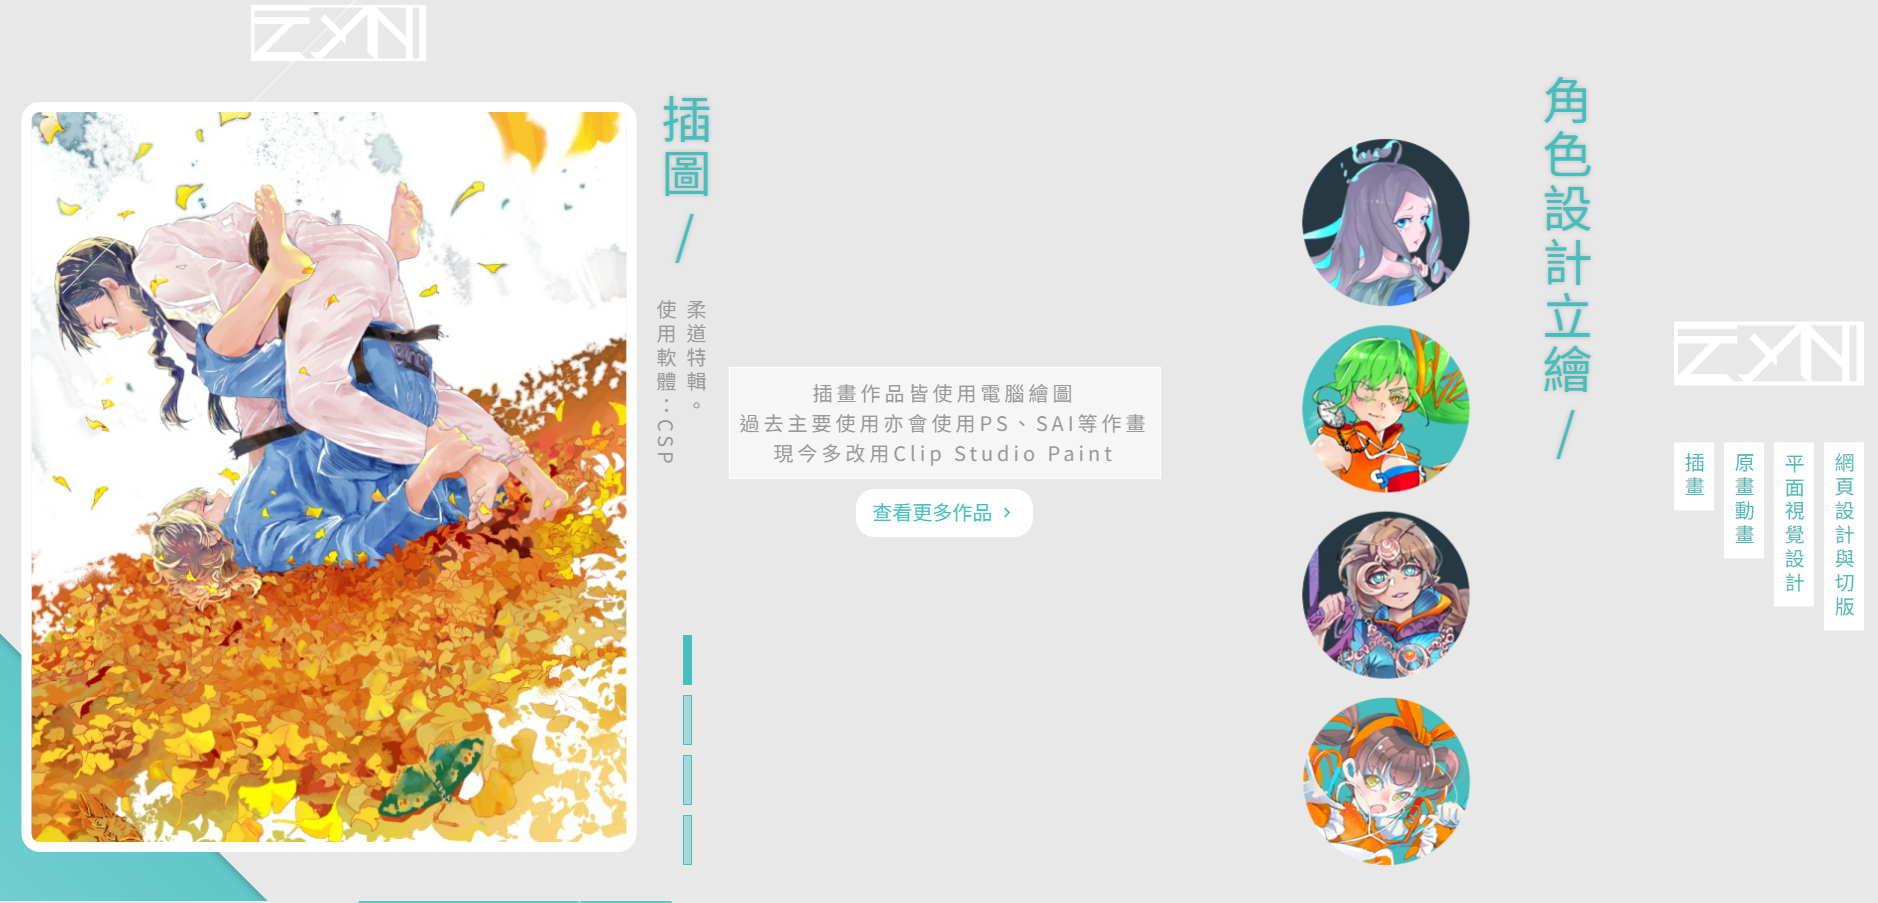 插圖/
柔道特輯。
使用軟體：CSP
插畫作品皆使用電腦繪圖
過去主要使用亦會使用PS、SAI等作畫
現今多改用Clip Studio Paint
查看更多作品
角色設計立繪/
網頁設計與切版
平面視覺設計
原畫動畫
插畫